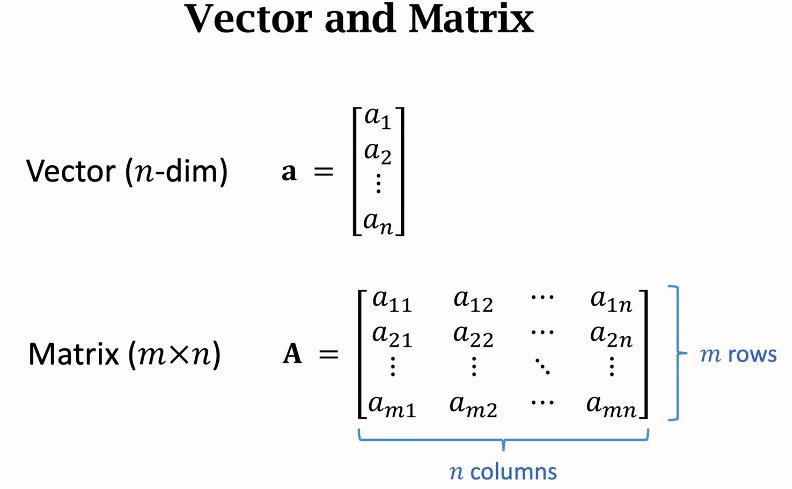 Vector and Matrix
Vector (n-dim) a = [a₁
a₂
⋮
aₙ]
Matrix (m×n) A = [a₁₁ a₁₂ ⋯ a₁ₙ
a₂₁ a₂₂ ⋯ a₂ₙ
⋮ ⋮ ⋱ ⋮
aₘ₁ aₘ₂ ⋯ aₘₙ]
m rows
n columns